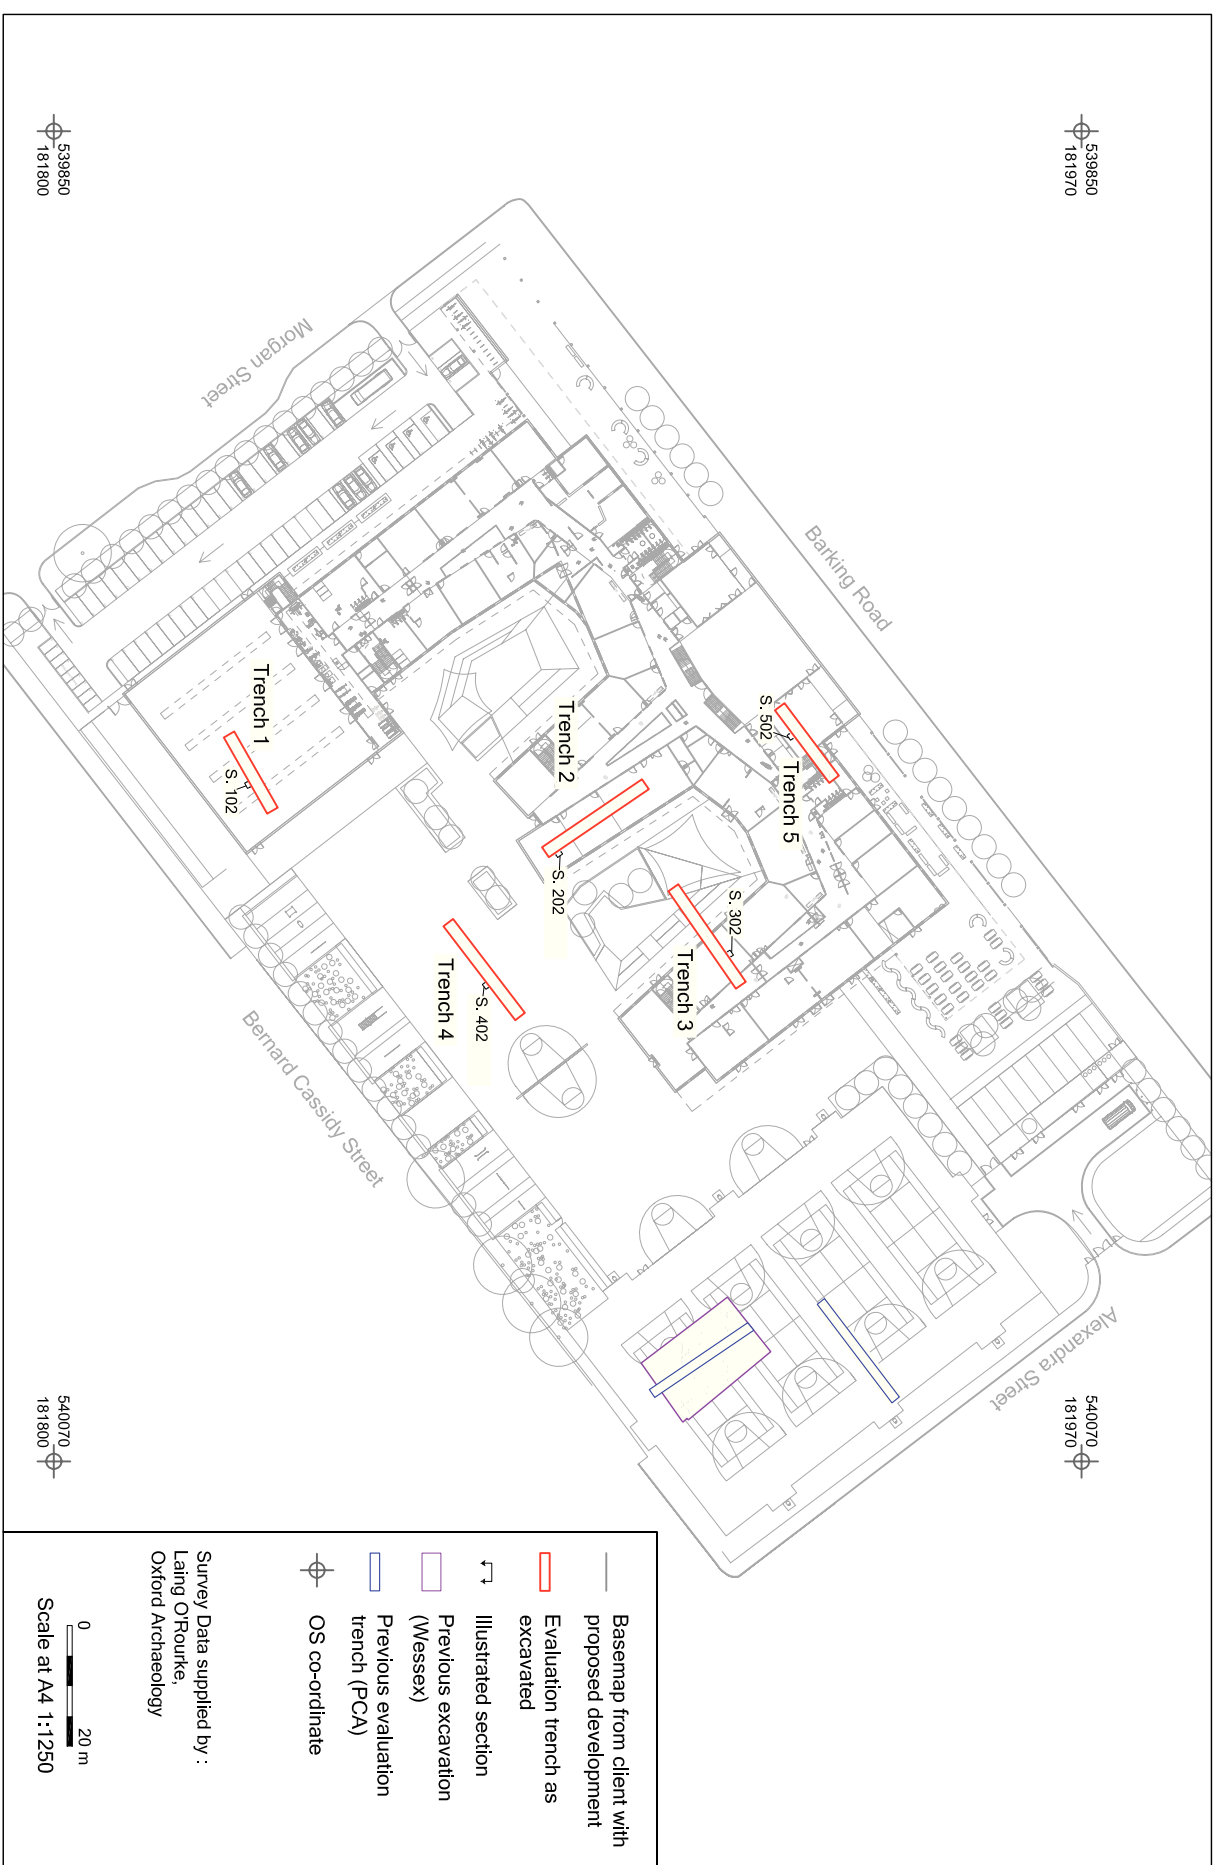 539850
181970
539850
181800
Barking Road
Morgan Street
S. 502
Trench 5
Trench 2
S. 202
Trench 1
S. 102
S. 302
Trench 3
Trench 4
S. 402
Bernard Cassidy Street
Alexandra Street
540070
181970
540070
181800
Basemap from client with
proposed development
Evaluation trench as
excavated
Illustrated section
Previous excavation
(Wessex)
Previous evaluation
trench (PCA)
OS co-ordinate
Survey Data supplied by :
Laing O'Rourke,
Oxford Archaeology
0
20 m
Scale at A4 1:1250